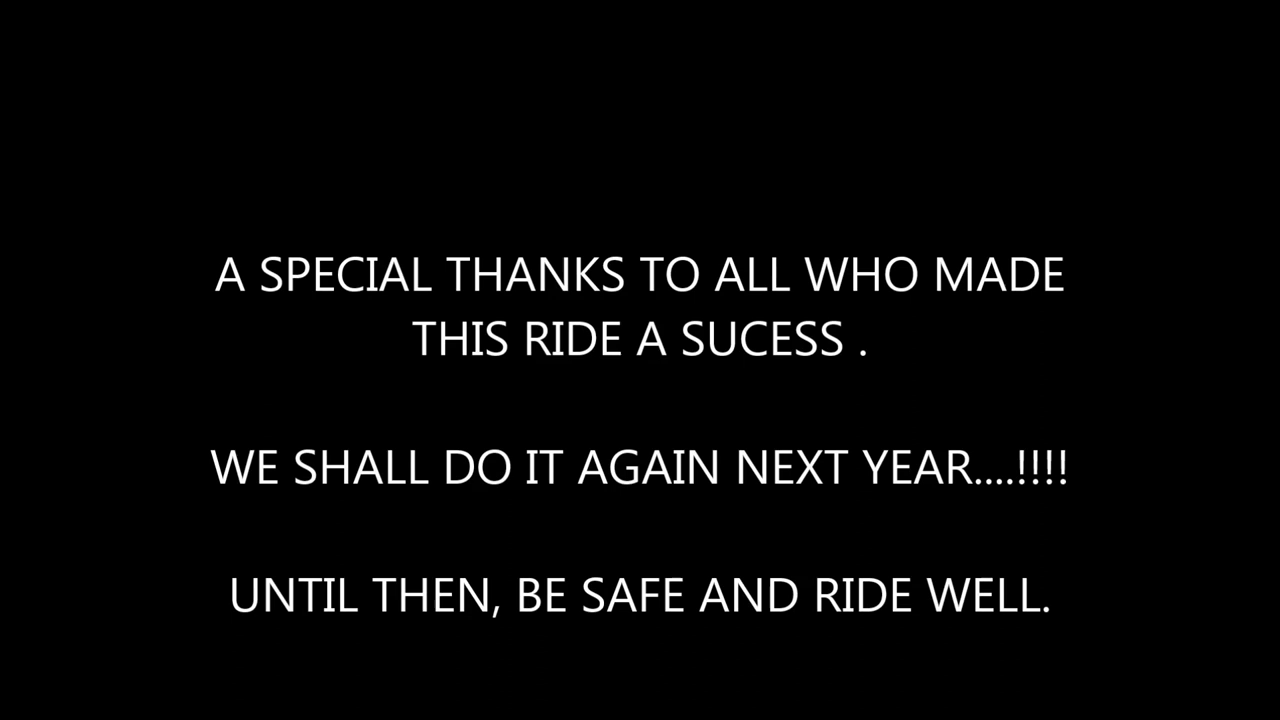 A SPECIAL THANKS TO ALL WHO MADE
THIS RIDE A SUCESS .
WE SHALL DO IT AGAIN NEXT YEAR....!!!!
UNTIL THEN, BE SAFE AND RIDE WELL.